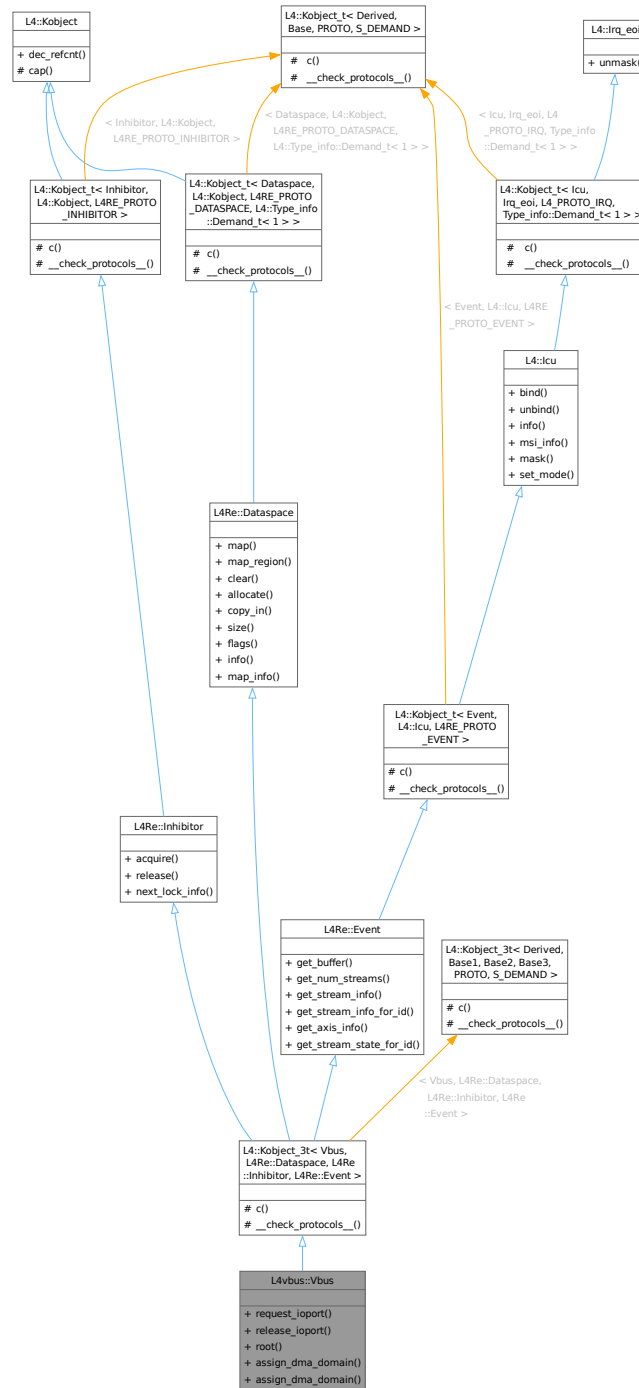 L4::Kobject
+ dec_refcnt()
# cap()
L4::Kobject_t< Derived,
Base, PROTO, S_DEMAND >
# c()
# __check_protocols__()
L4::Irq_eoi
+ unmask()
< Inhibitor, L4::Kobject,
L4RE_PROTO_INHIBITOR >
< Dataspace, L4::Kobject,
L4RE_PROTO_DATASPACE,
L4::Type_info::Demand_t< 1 > >
< Icu, Irq_eoi, L4
_PROTO_IRQ, Type_info
::Demand_t< 1 > >
L4::Kobject_t< Inhibitor,
L4::Kobject, L4RE_PROTO
_INHIBITOR >
# c()
# __check_protocols__()
L4::Kobject_t< Dataspace,
L4::Kobject, L4RE_PROTO
_DATASPACE, L4::Type_info
::Demand_t< 1 > >
# c()
# __check_protocols__()
L4::Kobject_t< Icu,
Irq_eoi, L4_PROTO_IRQ,
Type_info::Demand_t< 1 > >
# c()
# __check_protocols__()
< Event, L4::Icu, L4RE
_PROTO_EVENT >
L4::Icu
+ bind()
+ unbind()
+ info()
+ msi_info()
+ mask()
+ set_mode()
L4Re::Dataspace
+ map()
+ map_region()
+ clear()
+ allocate()
+ copy_in()
+ size()
+ flags()
+ info()
+ map_info()
L4::Kobject_t< Event,
L4::Icu, L4RE_PROTO
_EVENT >
# c()
# __check_protocols__()
L4Re::Inhibitor
+ acquire()
+ release()
+ next_lock_info()
L4Re::Event
+ get_buffer()
+ get_num_streams()
+ get_stream_info()
+ get_stream_info_for_id()
+ get_axis_info()
+ get_stream_state_for_id()
L4::Kobject_3t< Derived,
Base1, Base2, Base3,
PROTO, S_DEMAND >
# c()
# __check_protocols__()
< Vbus, L4Re::Dataspace,
L4Re::Inhibitor, L4Re
::Event >
L4::Kobject_3t< Vbus,
L4Re::Dataspace, L4Re
::Inhibitor, L4Re::Event >
# c()
# __check_protocols__()
L4vbus::Vbus
+ request_ioport()
+ release_ioport()
+ root()
+ assign_dma_domain()
+ assign_dma_domain()